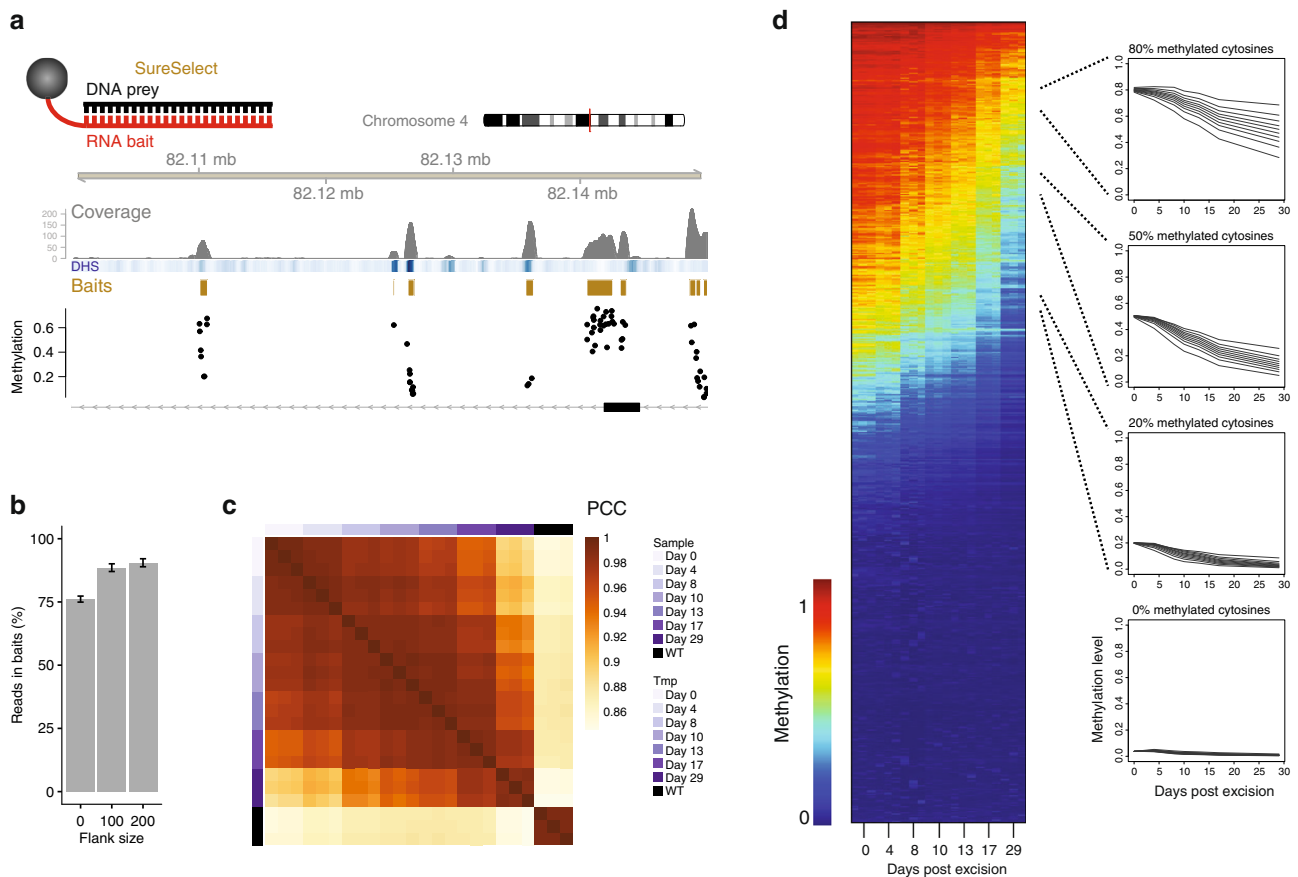 a
SureSelect
DNA prey
RNA bait
Chromosome 4
82.11 mb
82.13 mb
82.12 mb
82.14 mb
Coverage
200
150
100
50
0
DHS
Baits
Methylation
0.6
0.4
0.2
b
Reads in baits (%)
100
75
50
25
0
0 100 200
Flank size
c
PCC
1
0.98
0.96
0.94
0.92
0.9
0.88
0.86
Sample
Day 0
Day 4
Day 8
Day 10
Day 13
Day 17
Day 29
WT
Tmp
Day 0
Day 4
Day 8
Day 10
Day 13
Day 17
Day 29
WT
d
Methylation
1
0
0 4 8 10 13 17 29
Days post excision
80% methylated cytosines
1.0
0.8
0.6
0.4
0.2
0.0
0 5 10 15 20 25 30
50% methylated cytosines
1.0
0.8
0.6
0.4
0.2
0.0
0 5 10 15 20 25 30
20% methylated cytosines
1.0
0.8
0.6
0.4
0.2
0.0
0 5 10 15 20 25 30
0% methylated cytosines
Methylation level
1.0
0.8
0.6
0.4
0.2
0.0
0 5 10 15 20 25 30
Days post excision